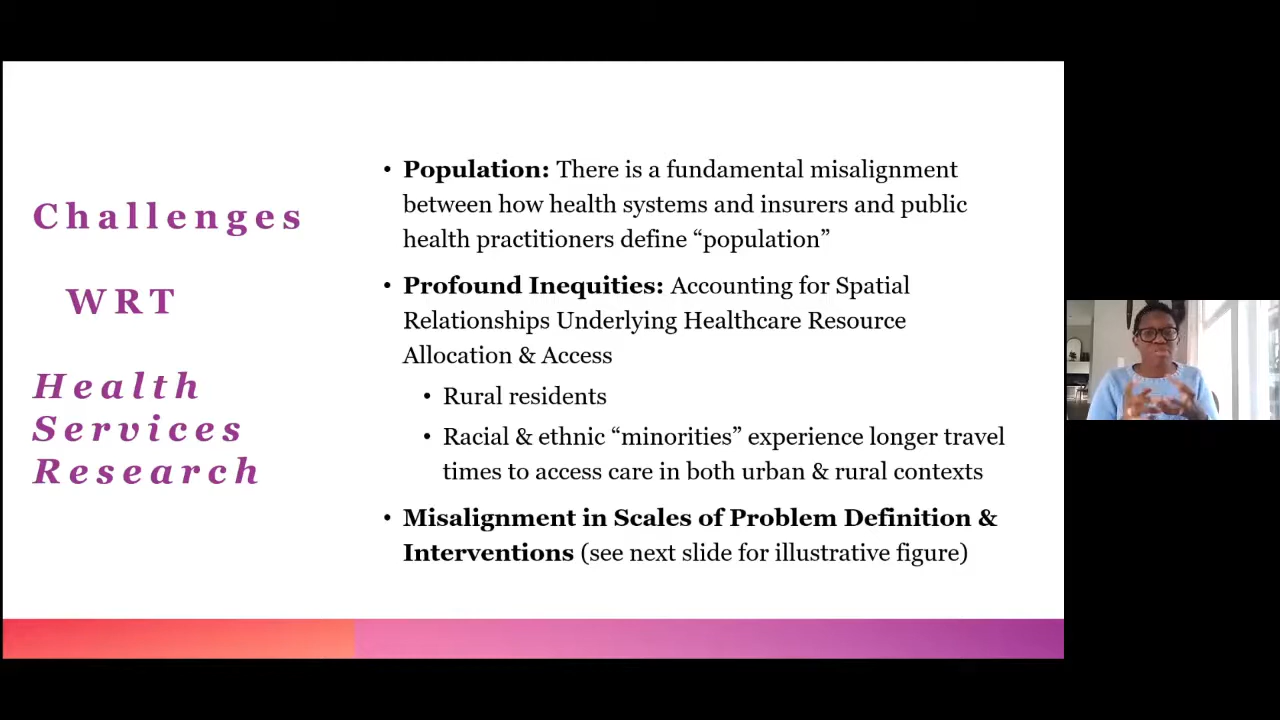 Challenges
WRT
Health
Services
Research
• Population: There is a fundamental misalignment
between how health systems and insurers and public
health practitioners define “population”
• Profound Inequities: Accounting for Spatial
Relationships Underlying Healthcare Resource
Allocation & Access
• Rural residents
• Racial & ethnic “minorities” experience longer travel
times to access care in both urban & rural contexts
• Misalignment in Scales of Problem Definition &
Interventions (see next slide for illustrative figure)